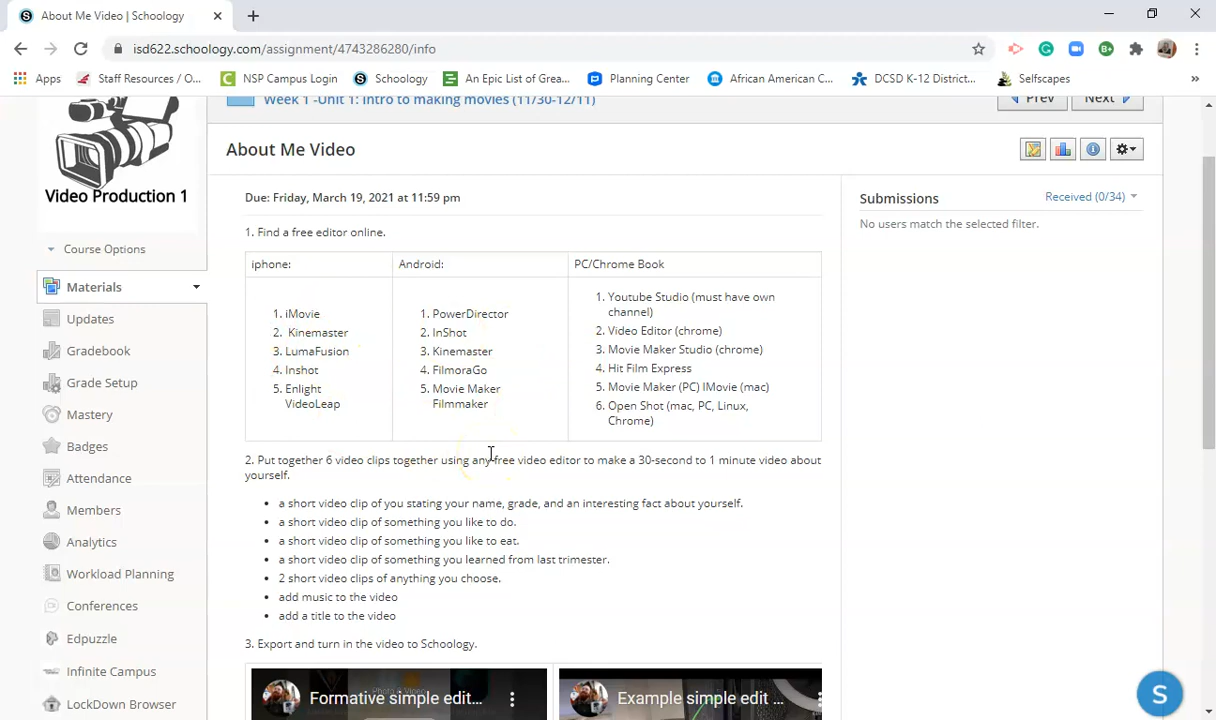 About Me Video | Schoology
isd622.schoology.com/assignment/4743286280/info
Apps
Staff Resources / O...
NSP Campus Login
Schoology
An Epic List of Grea...
Planning Center
African American C...
DCSD K-12 District...
Selfscapes
Week 1 -Unit 1: Intro to making movies (11/30-12/11)
Prev
Next
Video Production 1
Course Options
Materials
Updates
Gradebook
Grade Setup
Mastery
Badges
Attendance
Members
Analytics
Workload Planning
Conferences
Edpuzzle
Infinite Campus
LockDown Browser
About Me Video
Due: Friday, March 19, 2021 at 11:59 pm
1. Find a free editor online.
iphone:
1. iMovie
2. Kinemaster
3. LumaFusion
4. Inshot
5. Enlight
VideoLeap
Android:
1. PowerDirector
2. InShot
3. Kinemaster
4. FilmoraGo
5. Movie Maker
Filmmaker
PC/Chrome Book
1. Youtube Studio (must have own
channel)
2. Video Editor (chrome)
3. Movie Maker Studio (chrome)
4. Hit Film Express
5. Movie Maker (PC) IMovie (mac)
6. Open Shot (mac, PC, Linux,
Chrome)
2. Put together 6 video clips together using any free video editor to make a 30-second to 1 minute video about
yourself.
• a short video clip of you stating your name, grade, and an interesting fact about yourself.
• a short video clip of something you like to do.
• a short video clip of something you like to eat.
• a short video clip of something you learned from last trimester.
• 2 short video clips of anything you choose.
• add music to the video
• add a title to the video
3. Export and turn in the video to Schoology.
Formative simple edit...
Example simple edit ...
Submissions
Received (0/34)
No users match the selected filter.
S